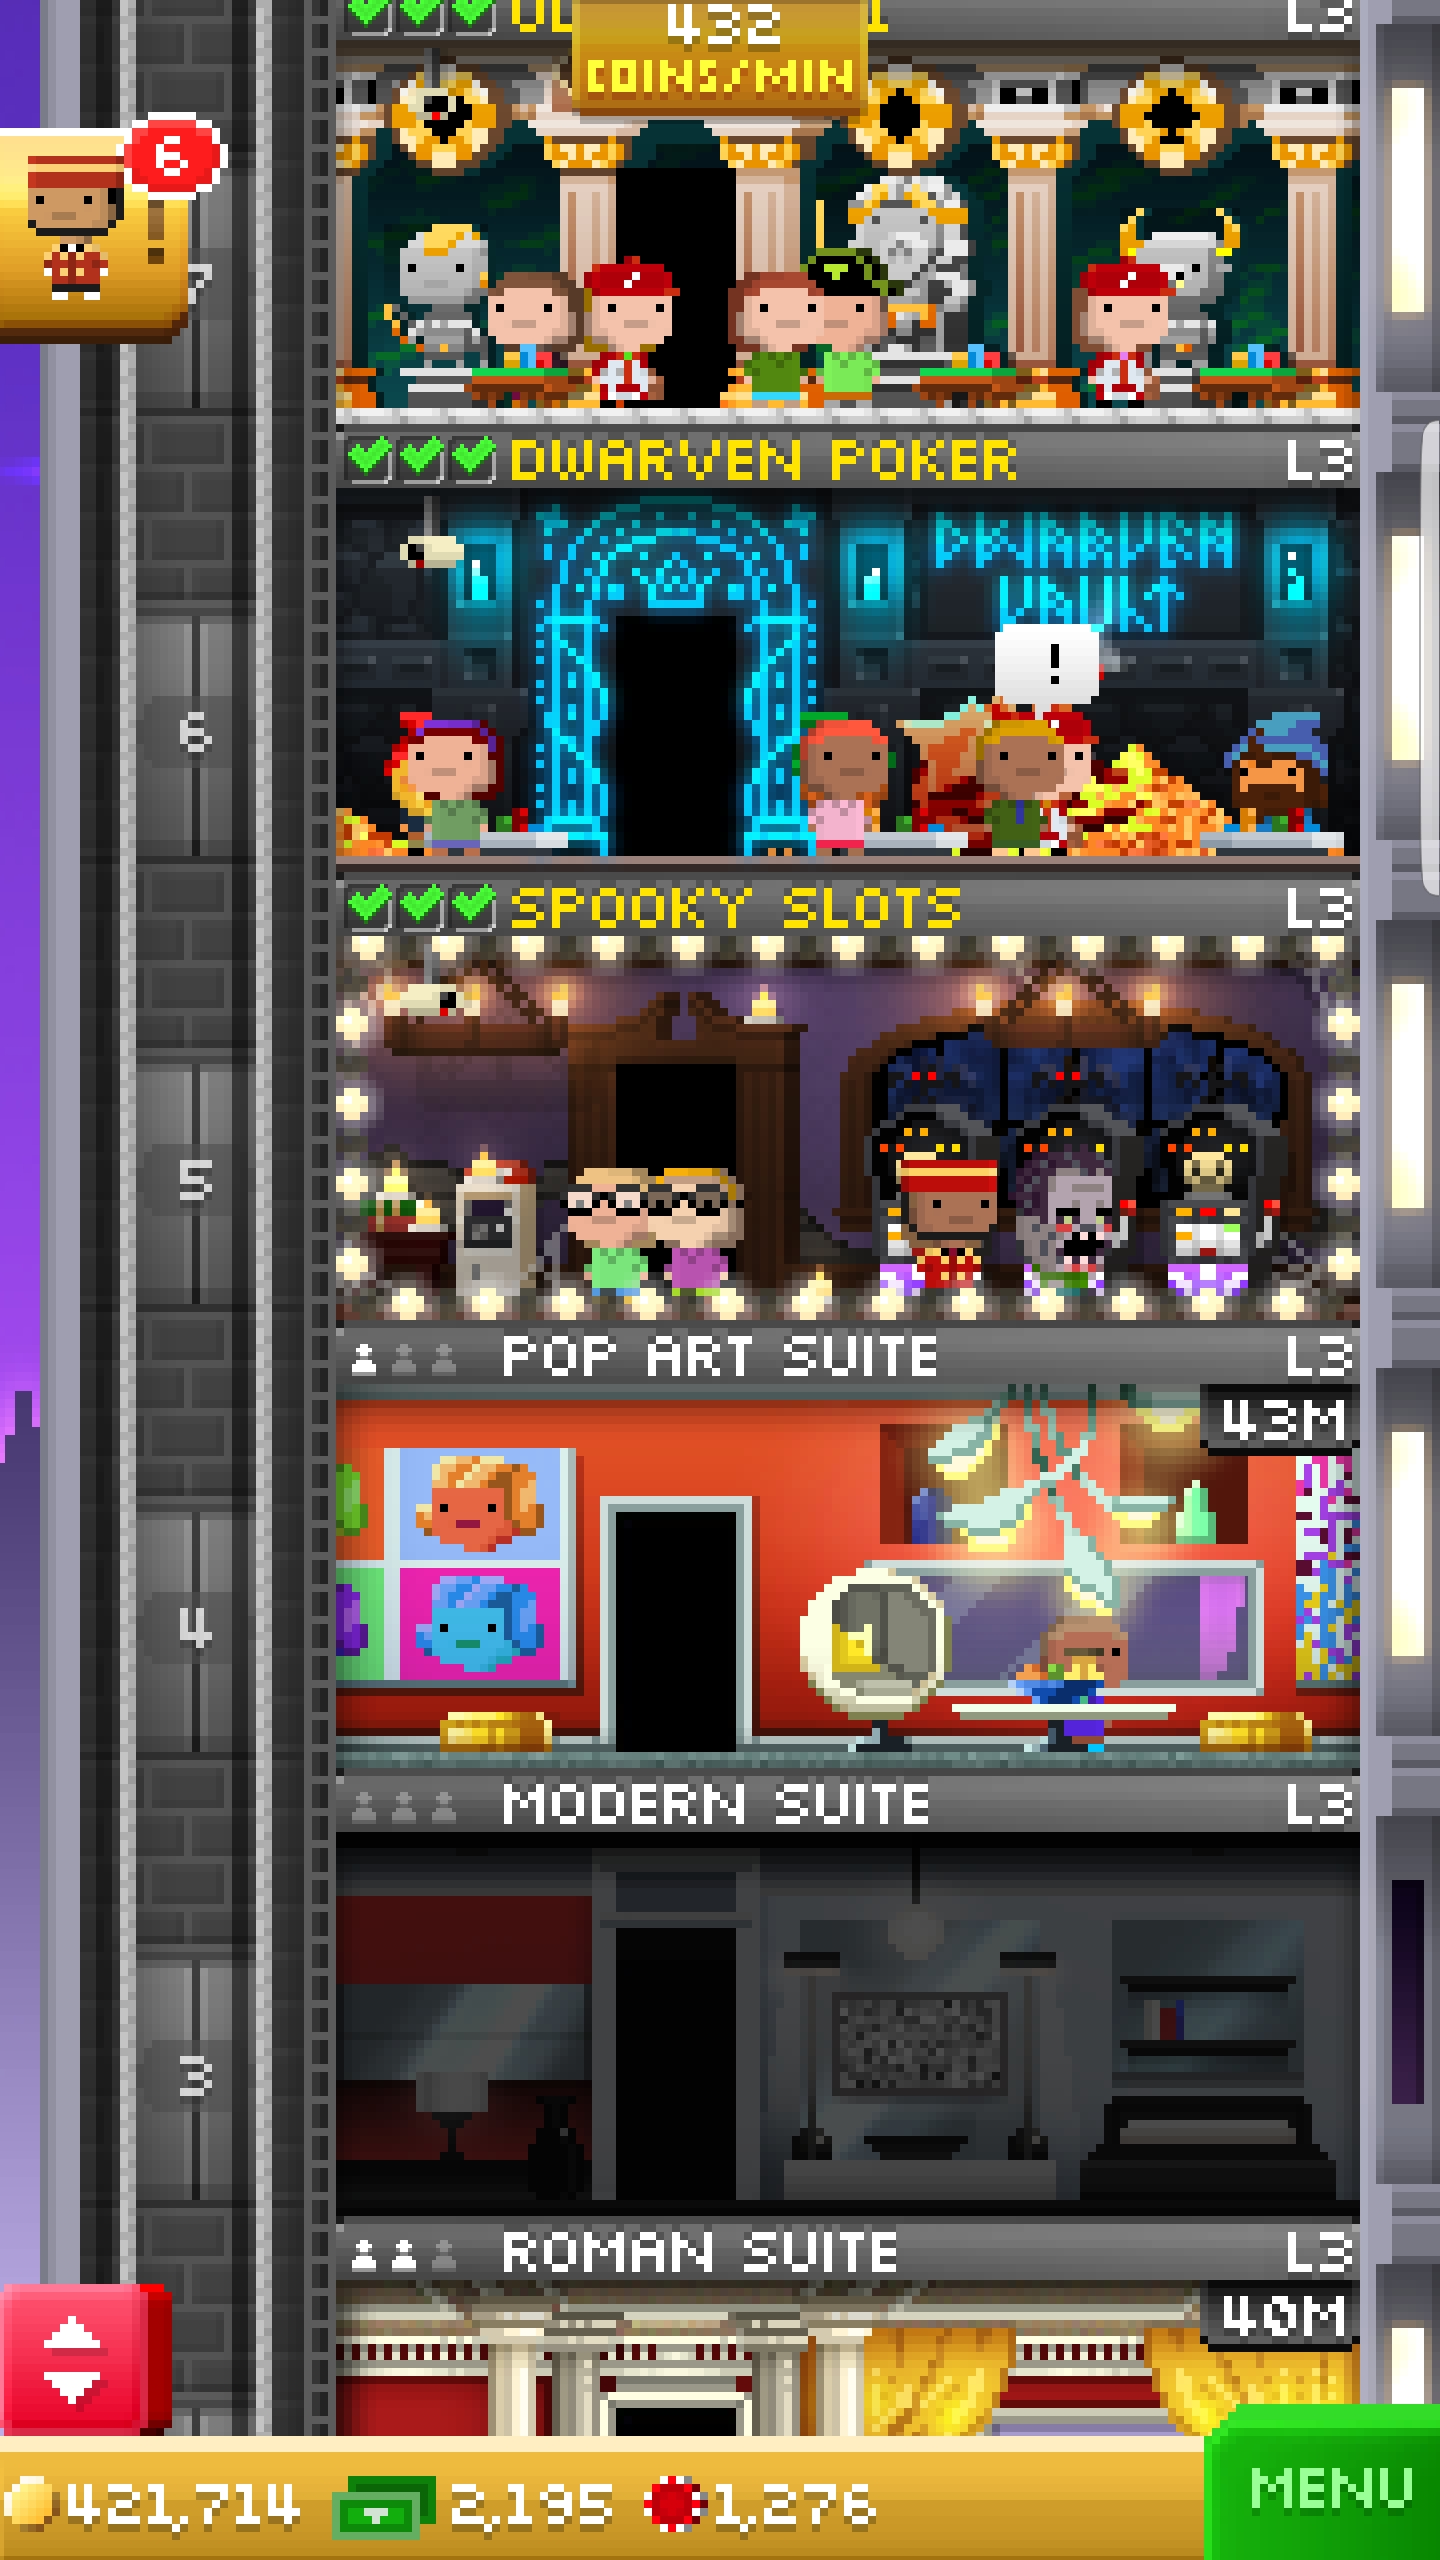 L3
432
COINS/MIN
6
!
7
DWARVEN POKER L3
DWARVEN
VAULT
!
6
SPOOKY SLOTS L3
5
POP ART SUITE L3
43M
4
MODERN SUITE L3
3
ROMAN SUITE L3
40M
421,714 2,195 1,276
MENU